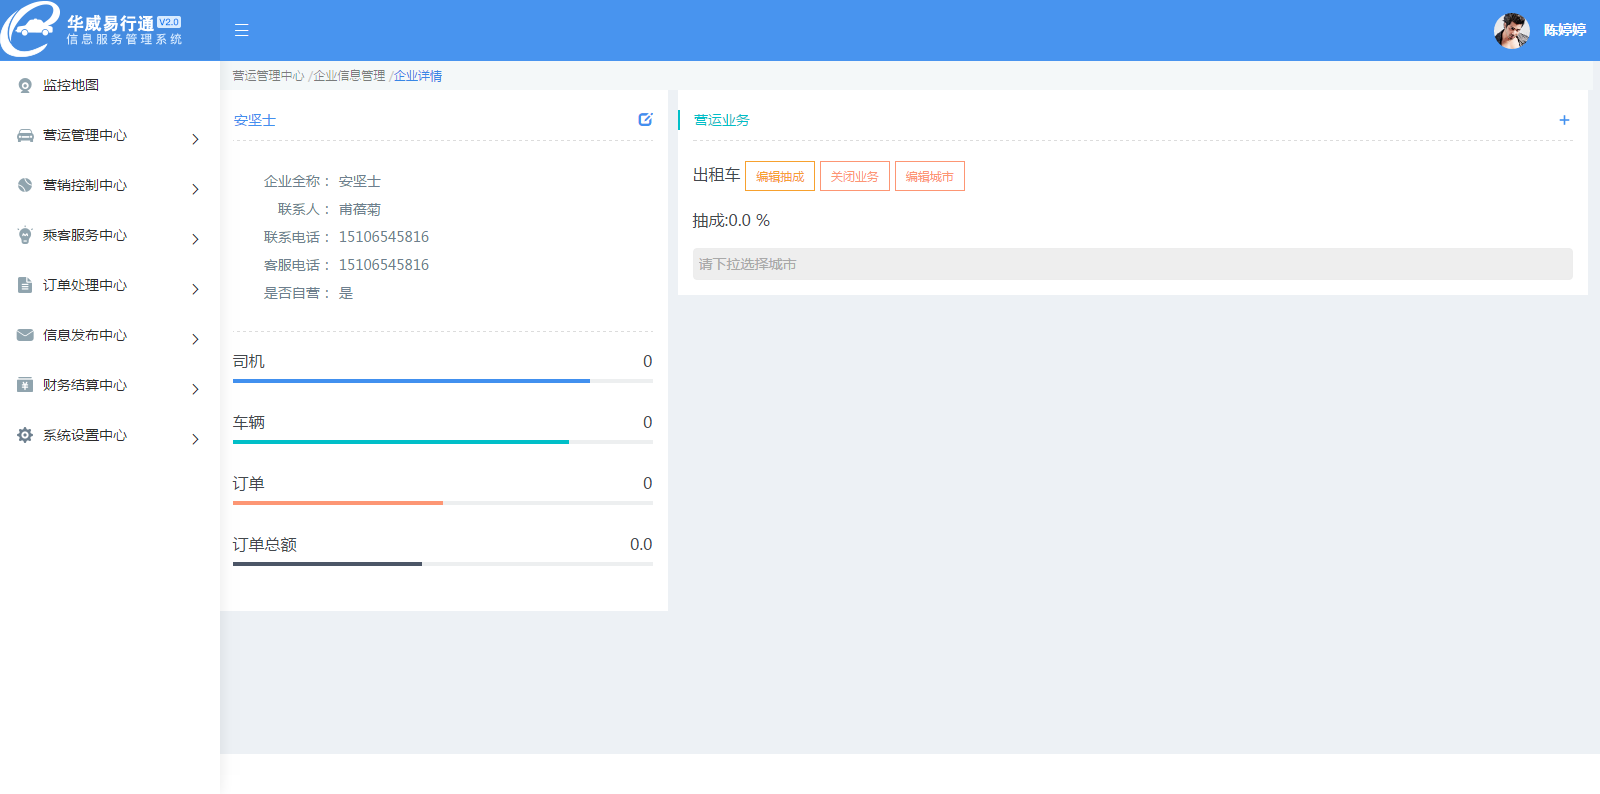 华威易行通 V2.0
信息服务管理系统
陈婷婷
监控地图
营运管理中心
营销控制中心
乘客服务中心
订单处理中心
信息发布中心
财务结算中心
系统设置中心
营运管理中心 /企业信息管理 /企业详情
安坚士
企业全称： 安坚士
联系人： 甫蓓菊
联系电话： 15106545816
客服电话： 15106545816
是否自营： 是
司机 0
车辆 0
订单 0
订单总额 0.0
营运业务 +
出租车 编辑抽成 关闭业务 编辑城市
抽成:0.0 %
请下拉选择城市